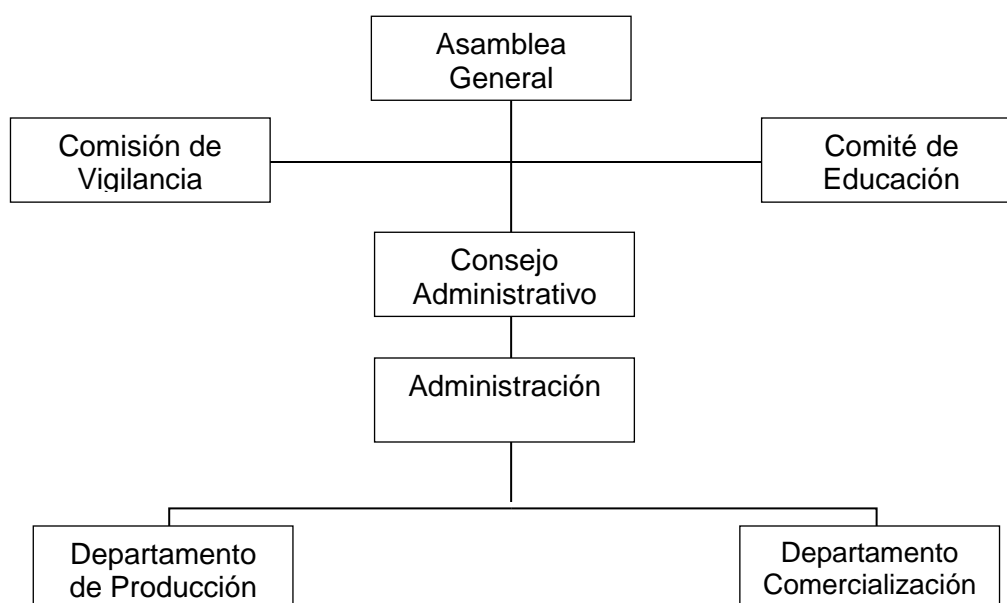 Asamblea
General
Comisión de
Vigilancia
Comité de
Educación
Consejo
Administrativo
Administración
Departamento
de Producción
Departamento
Comercialización